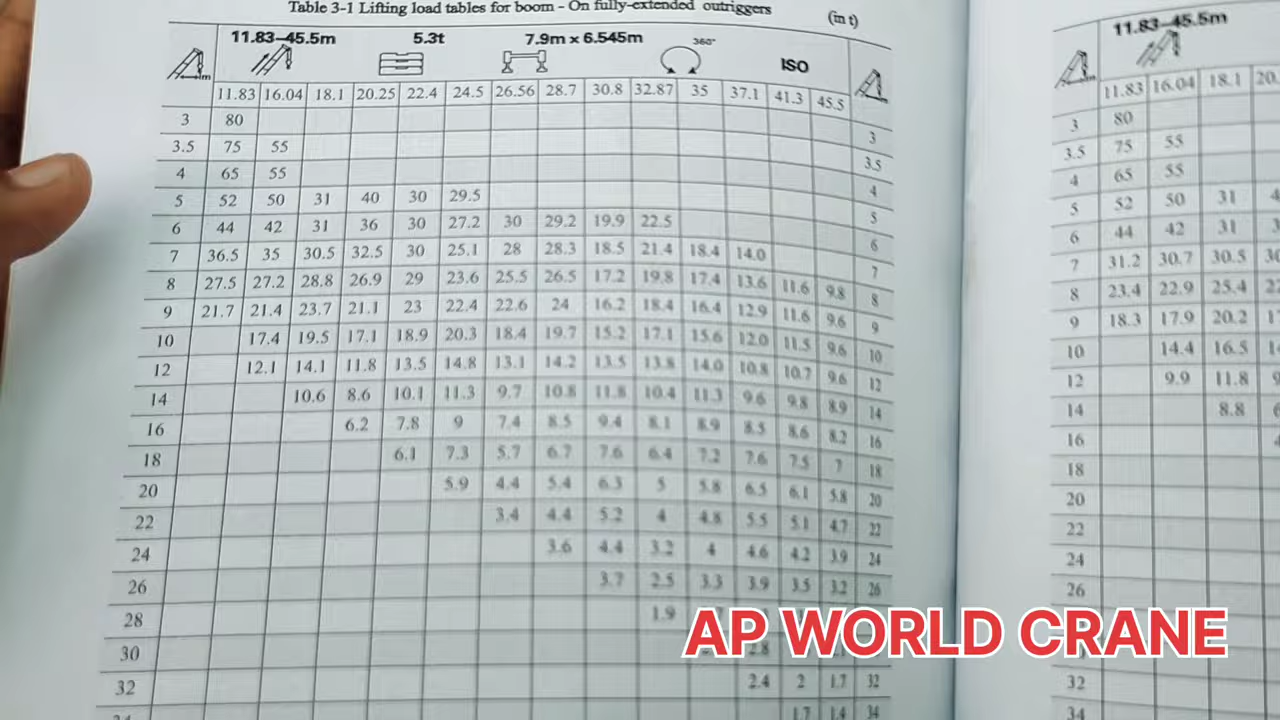 Table 3-1 Lifting load tables for boom - On fully-extended outriggers (in t)
11.83-45.5m 5.3t 7.9m x 6.545m 360° ISO
m 11.83 16.04 18.1 20.25 22.4 24.5 26.56 28.7 30.8 32.87 35 37.1 41.3 45.5
3 80 3
3.5 75 55 3.5
4 65 55 4
5 52 50 31 40 30 29.5 5
6 44 42 31 36 30 27.2 30 29.2 19.9 22.5 6
7 36.5 35 30.5 32.5 30 25.1 28 28.3 18.5 21.4 18.4 14.0 7
8 27.5 27.2 28.8 26.9 29 23.6 25.5 26.5 17.2 19.8 17.4 13.6 11.6 9.8 8
9 21.7 21.4 23.7 21.1 23 22.4 22.6 24 16.2 18.4 16.4 12.9 11.6 9.6 9
10 17.4 19.5 17.1 18.9 20.3 18.4 19.7 15.2 17.1 15.6 12.0 11.5 9.6 10
12 12.1 14.1 11.8 13.5 14.8 13.1 14.2 13.5 13.8 14.0 10.8 10.7 9.6 12
14 10.6 8.6 10.1 11.3 9.7 10.8 11.8 10.4 11.3 9.6 9.8 8.9 14
16 6.2 7.8 9 7.4 8.5 9.4 8.1 8.9 8.5 8.6 8.2 16
18 6.1 7.3 5.7 6.7 7.6 6.4 7.2 7.6 7.5 7 18
20 5.9 4.4 5.4 6.3 5 5.8 6.5 6.1 5.8 20
22 3.4 4.4 5.2 4 4.8 5.5 5.1 4.7 22
24 3.6 4.4 3.2 4 4.6 4.2 3.9 24
26 3.7 2.5 3.3 3.9 3.5 3.2 26
28 1.9
30 2.8
32 2.4 2 1.7 32
1.7 1.4 34
11.83-45.5m
11.83 16.04 18.1 20.
3 80
3.5 75 55
4 65 55
5 52 50 31
6 44 42 31
7 31.2 30.7 30.5
8 23.4 22.9 25.4
9 18.3 17.9 20.2
10 14.4 16.5
12 9.9 11.8
14 8.8
16
18
20
22
24
26
32
34
AP WORLD CRANE